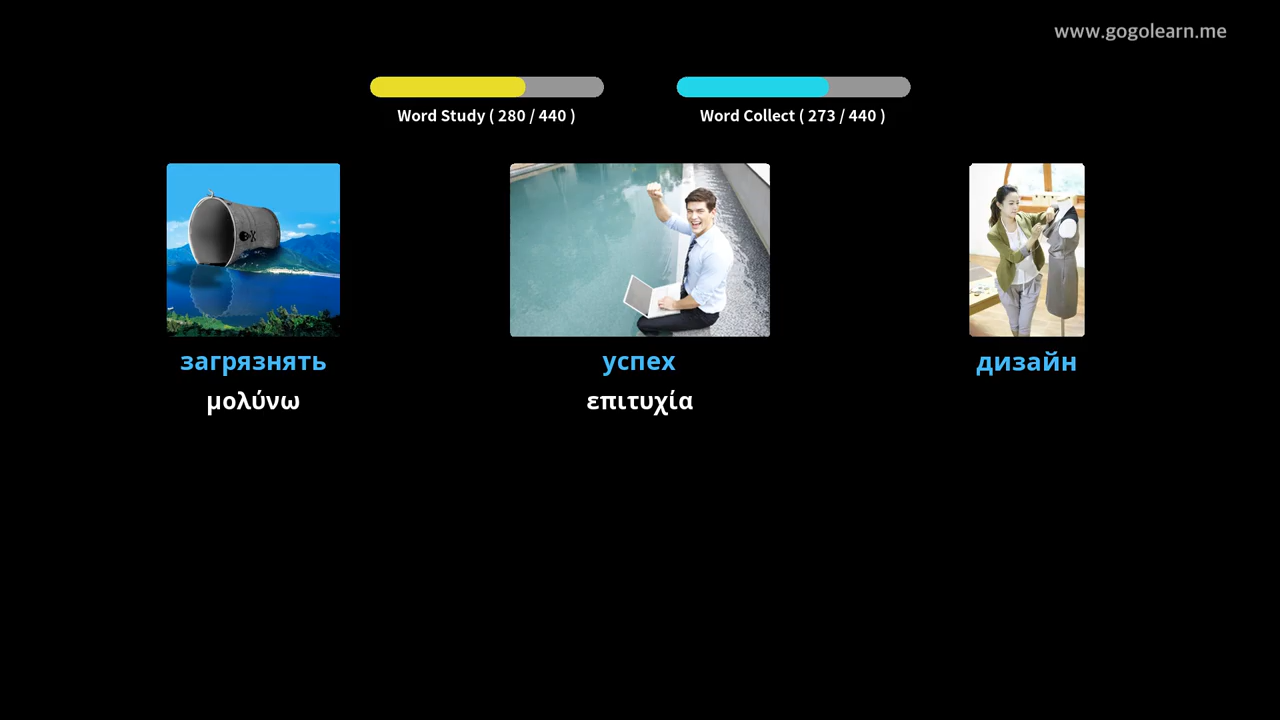 www.gogolearn.me
Word Study ( 280 / 440 )
Word Collect ( 273 / 440 )
загрязнять
успех
дизайн
μολύνω
επιτυχία